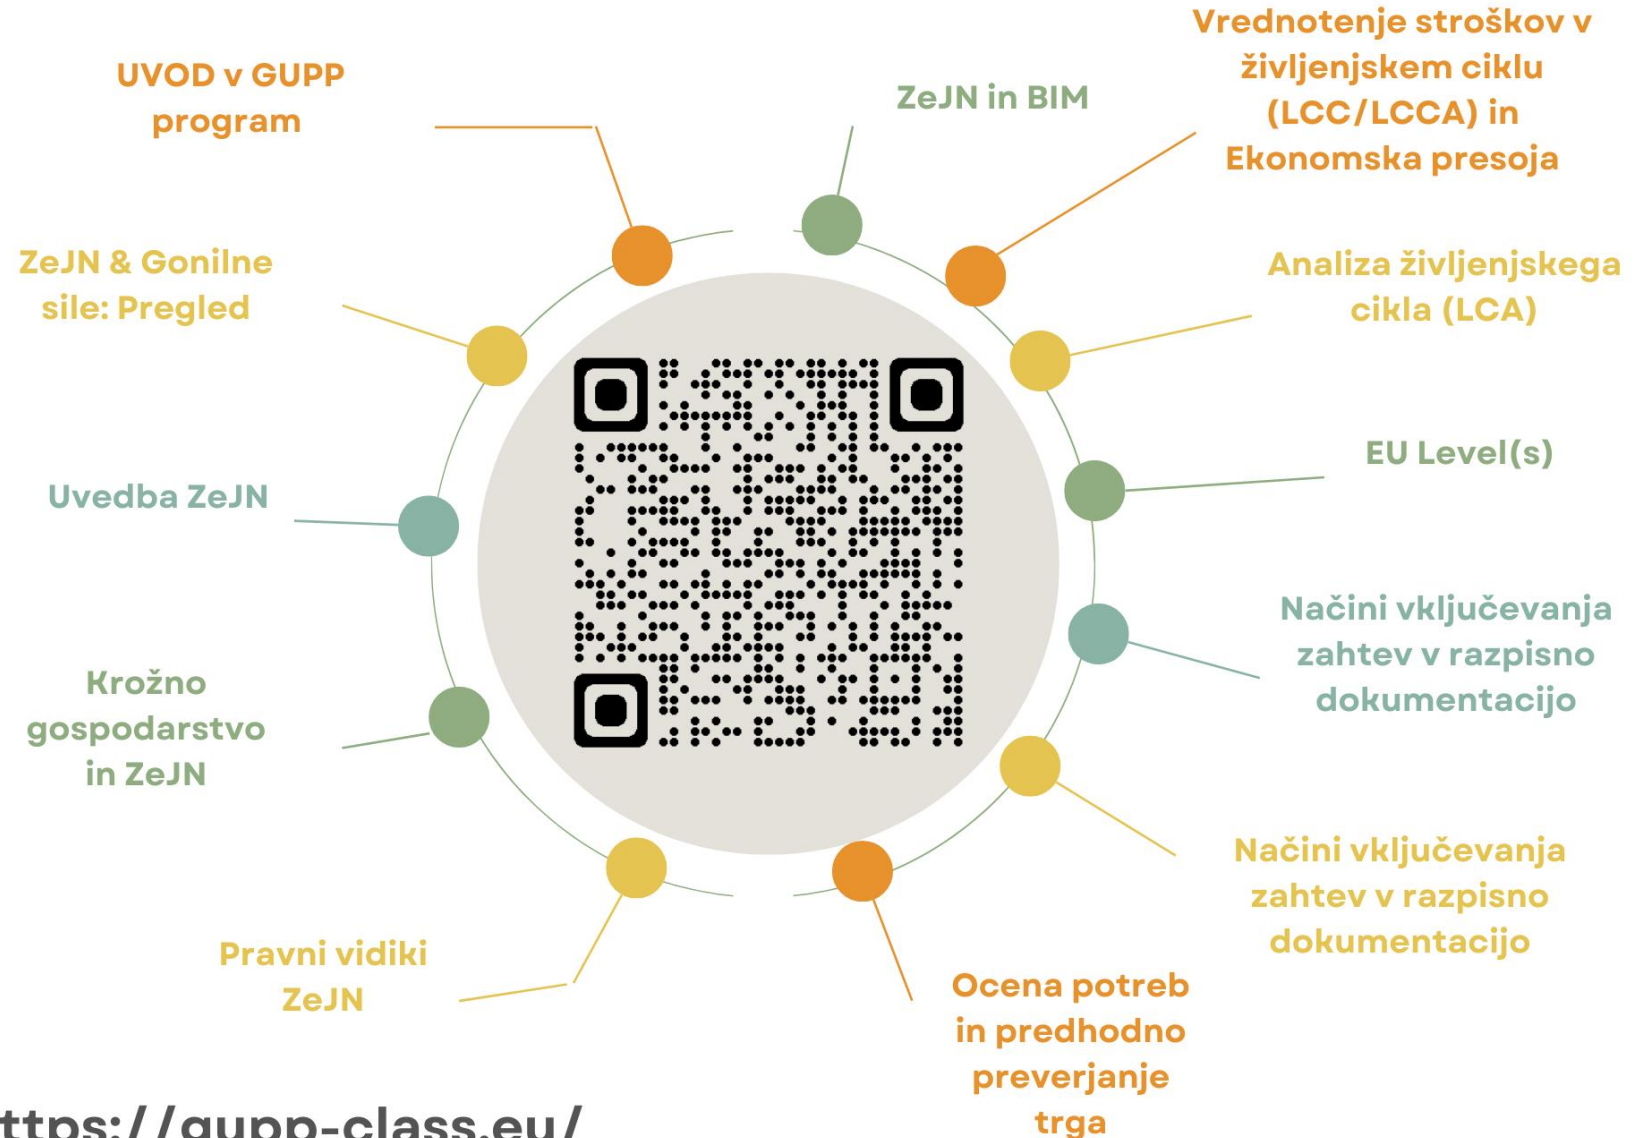 UVOD v GUPP
program
ZeJN & Gonilne
sile: Pregled
Uvedba ZeJN
Krožno
gospodarstvo
in ZeJN
Pravni vidiki
ZeJN
Ocena potreb
in predhodno
preverjanje
trga
Načini vključevanja
zahtev v razpisno
dokumentacijo
Načini vključevanja
zahtev v razpisno
dokumentacijo
EU Level(s)
Analiza življenjskega
cikla (LCA)
Vrednotenje stroškov v
življenjskem ciklu
(LCC/LCCA) in
Ekonomska presoja
ZeJN in BIM
ttps://gupp-class.eu/